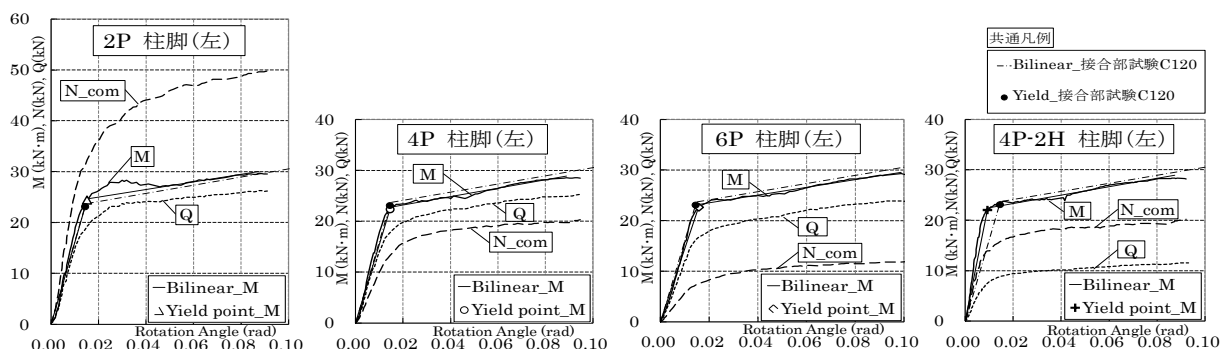 2P 柱脚(左)
M (kN·m), N(kN), Q(kN)
60
50
40
30
20
10
0
N_com
M
Q
Bilinear_M
Yield point_M
Rotation Angle (rad)
0.00 0.02 0.04 0.06 0.08 0.10
4P 柱脚(左)
M (kN·m), N(kN), Q(kN)
40
30
20
10
0
M
Q
N_com
Bilinear_M
Yield point_M
Rotation Angle (rad)
0.00 0.02 0.04 0.06 0.08 0.10
6P 柱脚(左)
M (kN·m), N(kN), Q(kN)
40
30
20
10
0
M
Q
N_com
Bilinear_M
Yield point_M
Rotation Angle (rad)
0.00 0.02 0.04 0.06 0.08 0.10
共通凡例
Bilinear_接合部試験C120
Yield_接合部試験C120
4P-2H 柱脚(左)
M (kN·m),N(kN), Q(kN)
40
30
20
10
0
M
N_com
Q
Bilinear_M
Yield point_M
Rotation Angle (rad)
0.00 0.02 0.04 0.06 0.08 0.10